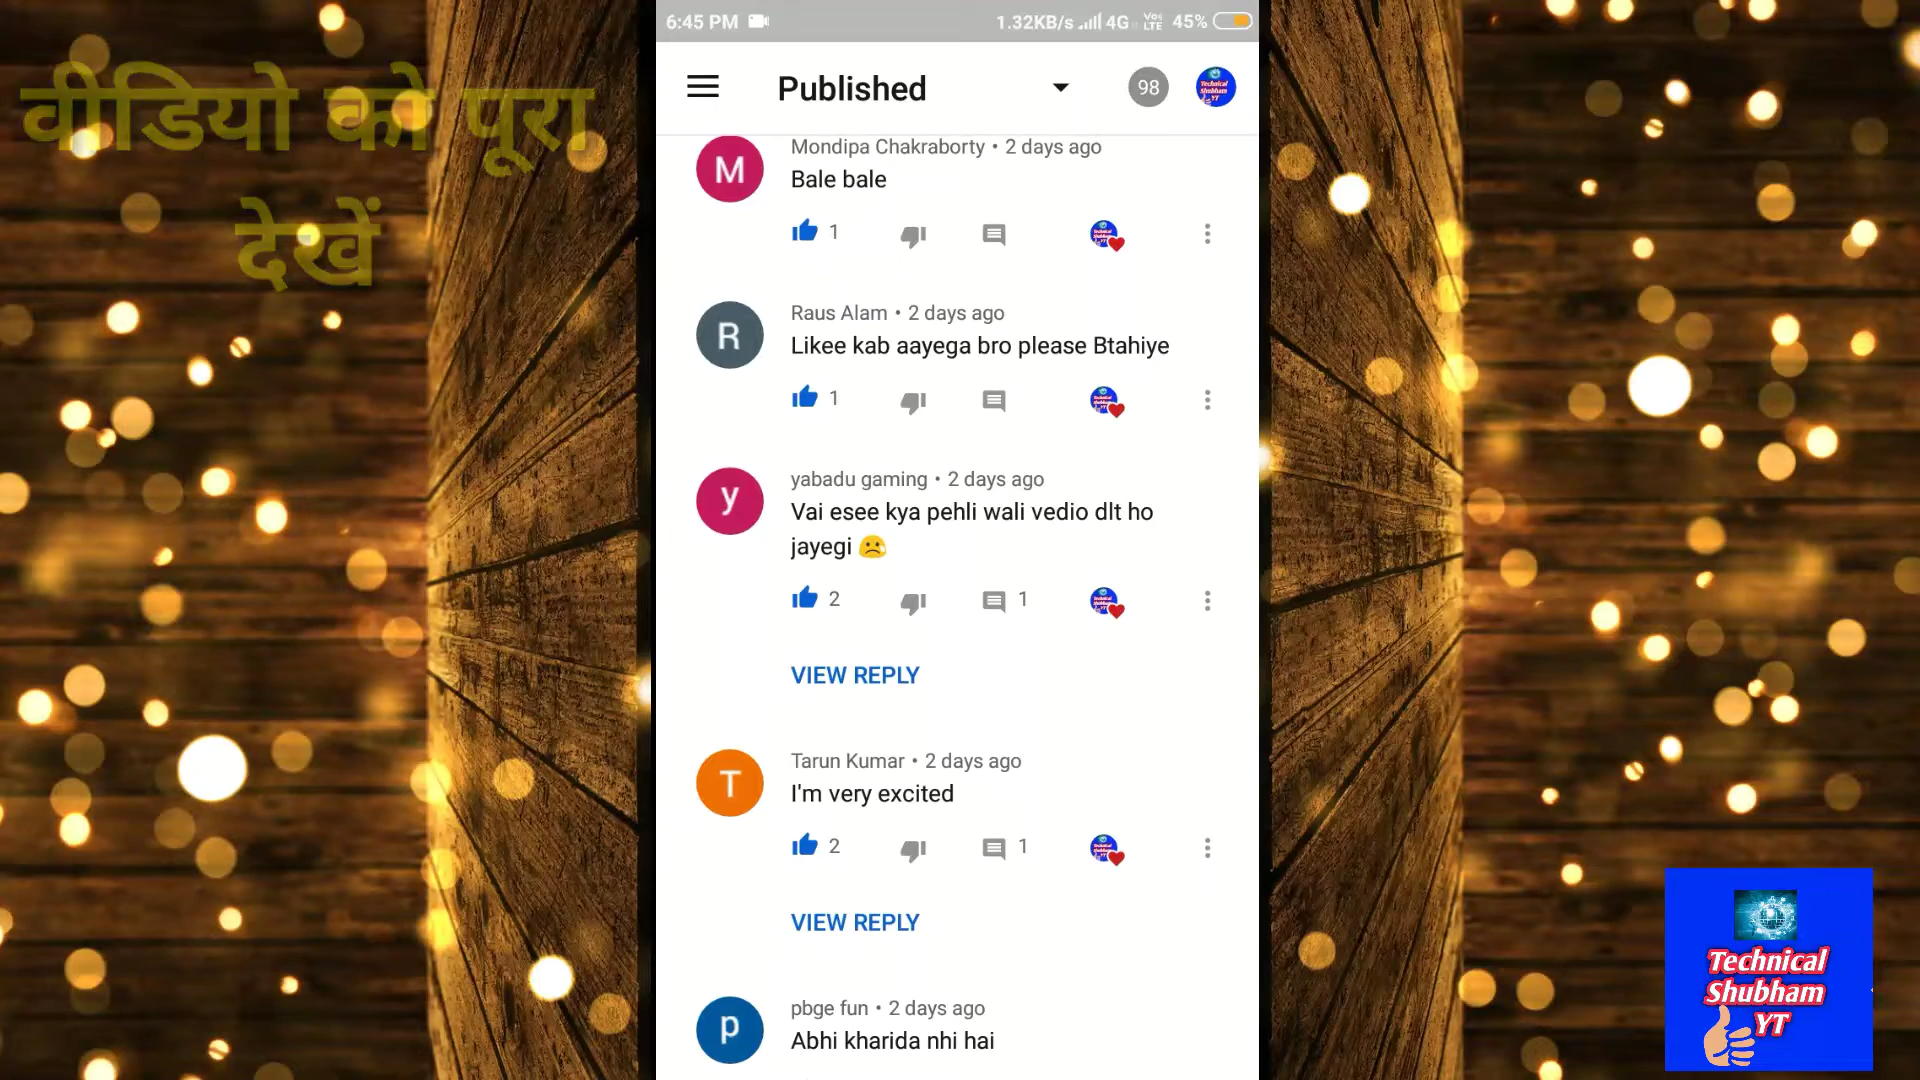 वीडियो को पूरा
देखें
6:45 PM
1.32KB/s 4G VoLTE 45%
Published
98
Mondipa Chakraborty • 2 days ago
M
Bale bale
1
Raus Alam • 2 days ago
R
Likee kab aayega bro please Btahiye
1
yabadu gaming • 2 days ago
y
Vai esee kya pehli wali vedio dlt ho
jayegi ☹️
2 1
VIEW REPLY
Tarun Kumar • 2 days ago
T
I'm very excited
2 1
VIEW REPLY
pbge fun • 2 days ago
p
Abhi kharida nhi hai
Technical
Shubham
YT